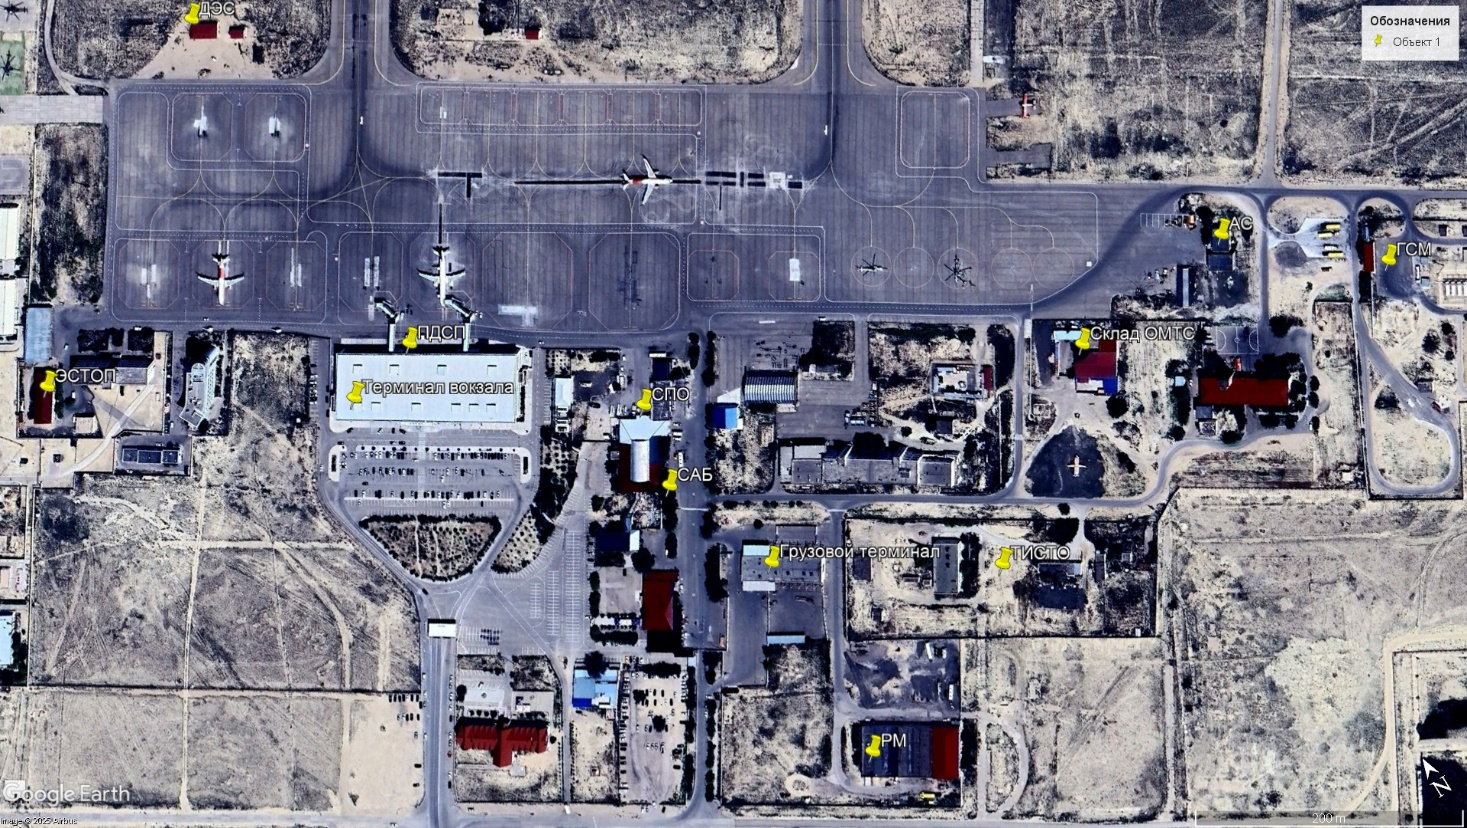 ДЭС
Обозначения
Объект 1
АС
ГСМ
ПДСП
Склад ОМТС
ЭСТОП
Терминал вокзала
СПО
САБ
Грузовой терминал
ТИСТО
РМ
Google Earth
Image © 2025 Airbus
200 m
N